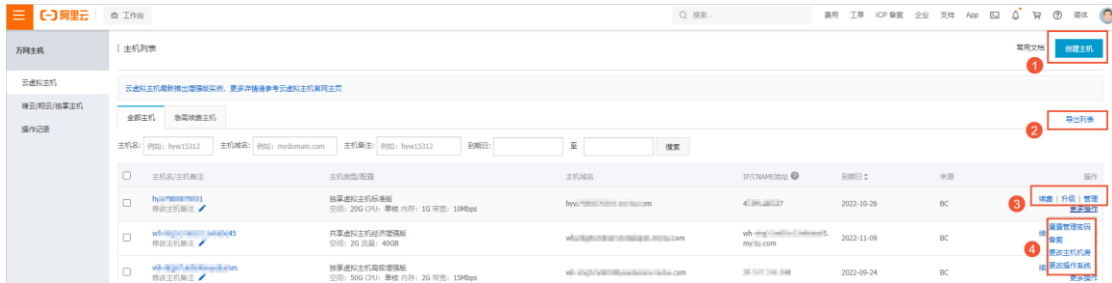 阿里云 工作台 搜索... 费用 工单 ICP 备案 企业 支持 App 简体
万网主机 主机列表 常用文档 创建主机
1
云虚拟主机
云虚拟主机最新推出增强版实例，更多详情请参考云虚拟主机官网主页
轻云/翔云/独享主机
全部主机 急需续费主机 导出列表
操作记录
2
主机名: 例如: hyw15312 主机域名: 例如: mydomain.com 主机备注: 例如: hyw15312 到期日: 至 搜索
主机名/主机备注 主机类型/配置 主机域名 IP/CNAME地址 到期日 来源 操作
独享虚拟主机标准版 2022-10-26 BC 3 续费 | 升级 | 管理
修改主机备注 空间: 20G CPU: 单核 内存: 1G 带宽: 10Mbps 更多操作
重置管理密码
共享虚拟主机经济增强版 2022-11-09 BC 备案
修改主机备注 空间: 2G 流量: 40GB 4 更改主机机房
独享虚拟主机高级增强版 2022-09-24 BC 更改操作系统
修改主机备注 空间: 50G CPU: 单核 内存: 2G 带宽: 15Mbps 更多操作